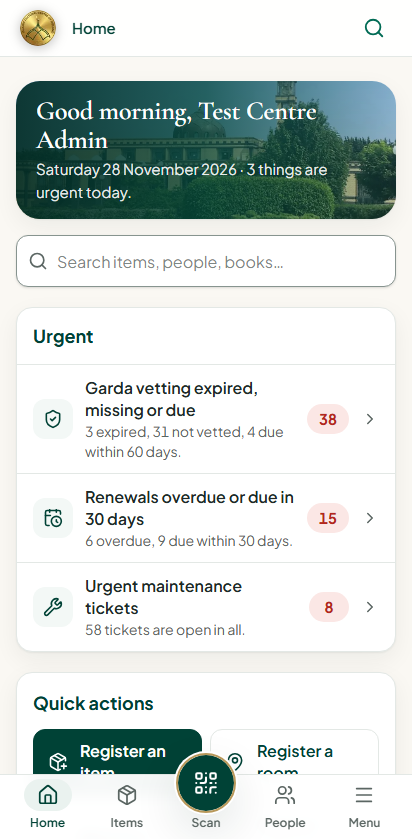 Home
Good morning, Test Centre
Admin
Saturday 28 November 2026 · 3 things are
urgent today.
Search items, people, books…
Urgent
Garda vetting expired,
missing or due
38
3 expired, 31 not vetted, 4 due
within 60 days.
Renewals overdue or due in
30 days
15
6 overdue, 9 due within 30 days.
Urgent maintenance
tickets
8
58 tickets are open in all.
Quick actions
Register an
item
Register a
room
Home
Items
Scan
People
Menu